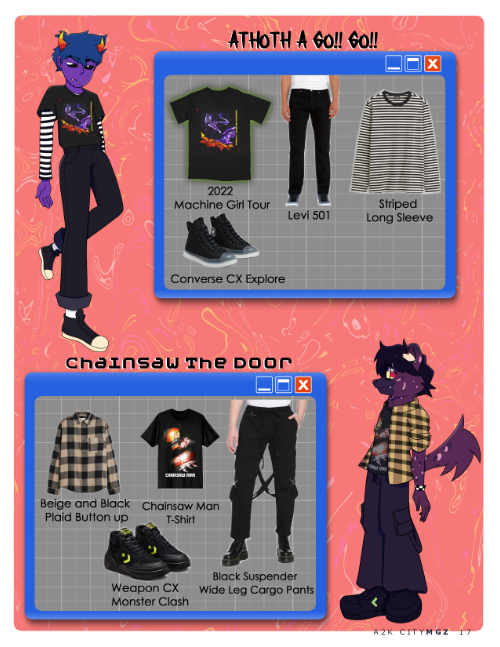 ATHOTH A GO!! GO!!
2022
Machine Girl Tour
Levi 501
Striped
Long Sleeve
Converse CX Explore
Chainsaw The Door
Beige and Black
Plaid Button up
CHAINSAW MAN
Chainsaw Man
T-Shirt
Weapon CX
Monster Clash
Black Suspender
Wide Leg Cargo Pants
A2K CITYMGZ 17